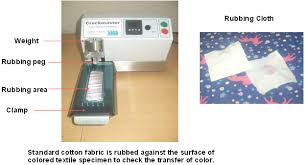 Rubbing Cloth
Crockmaster
Weight
Rubbing peg
Rubbing area
Clamp
Standard cotton fabric is rubbed against the surface of
colored textile specimen to check the transfer of color.